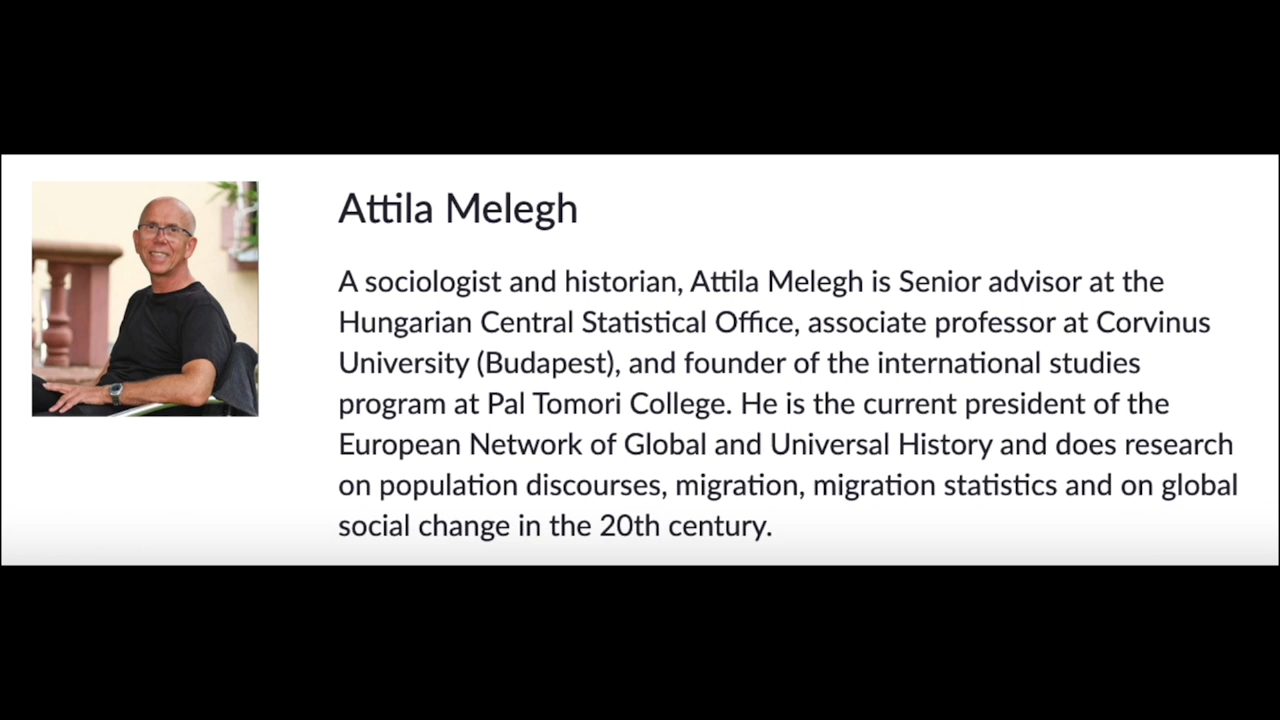 Attila Melegh
A sociologist and historian, Attila Melegh is Senior advisor at the
Hungarian Central Statistical Office, associate professor at Corvinus
University (Budapest), and founder of the international studies
program at Pal Tomori College. He is the current president of the
European Network of Global and Universal History and does research
on population discourses, migration, migration statistics and on global
social change in the 20th century.